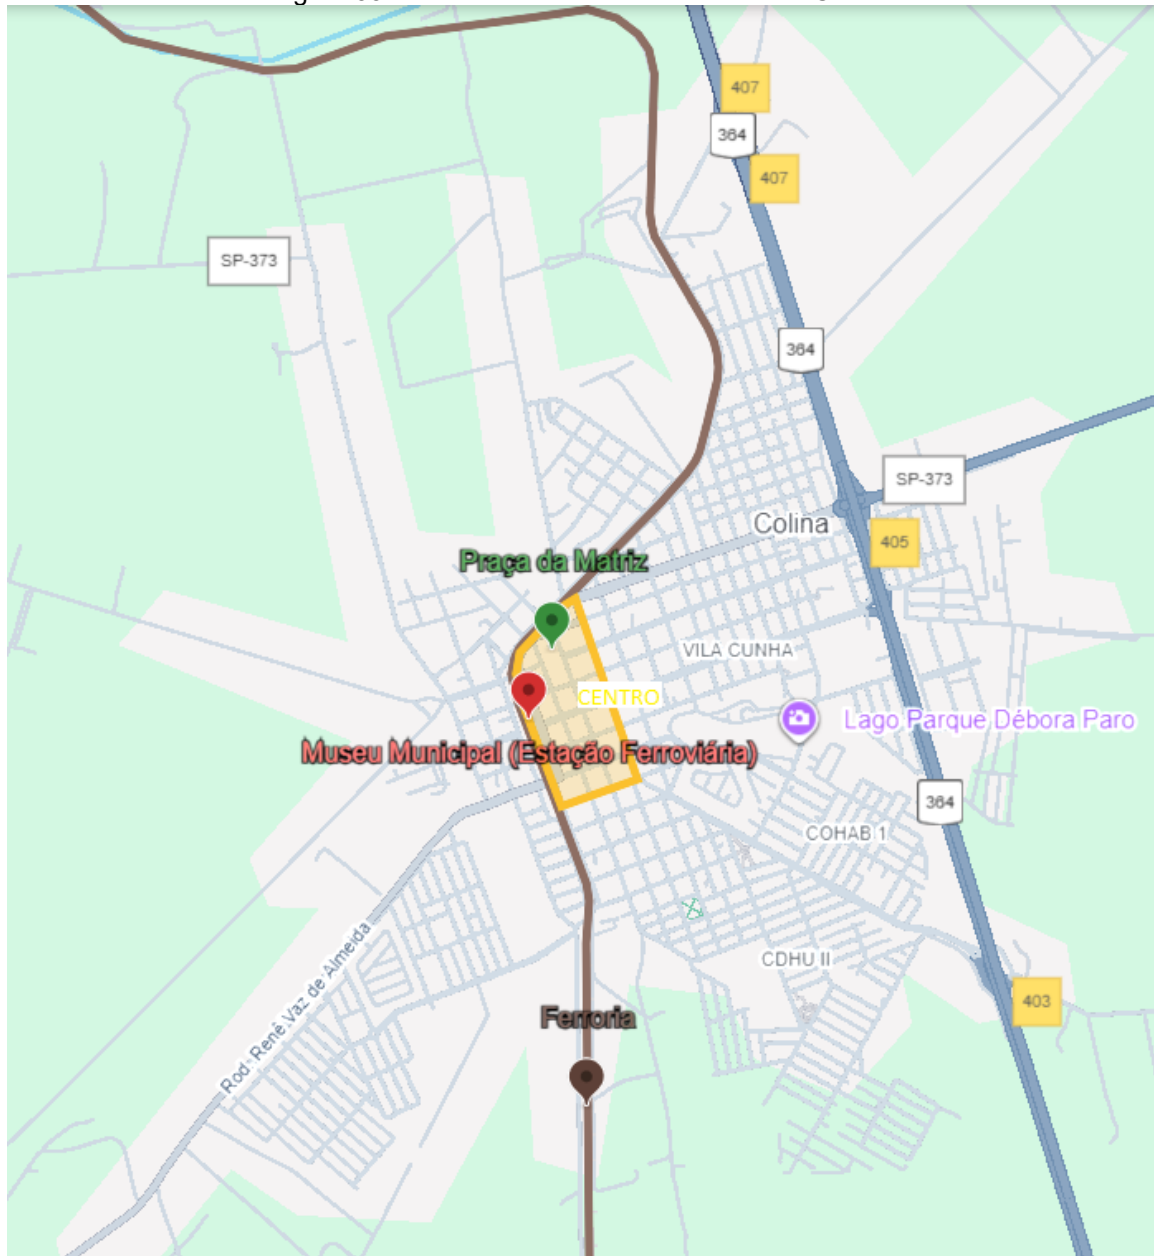 407
364
407
SP-373
364
SP-373
Colina
405
Praça da Matriz
VILA CUNHA
CENTRO
Lago Parque Débora Paro
Museu Municipal (Estação Ferroviária)
364
COHAB 1
CDHU II
Rod. Renê Vaz de Almeida
403
Ferroria